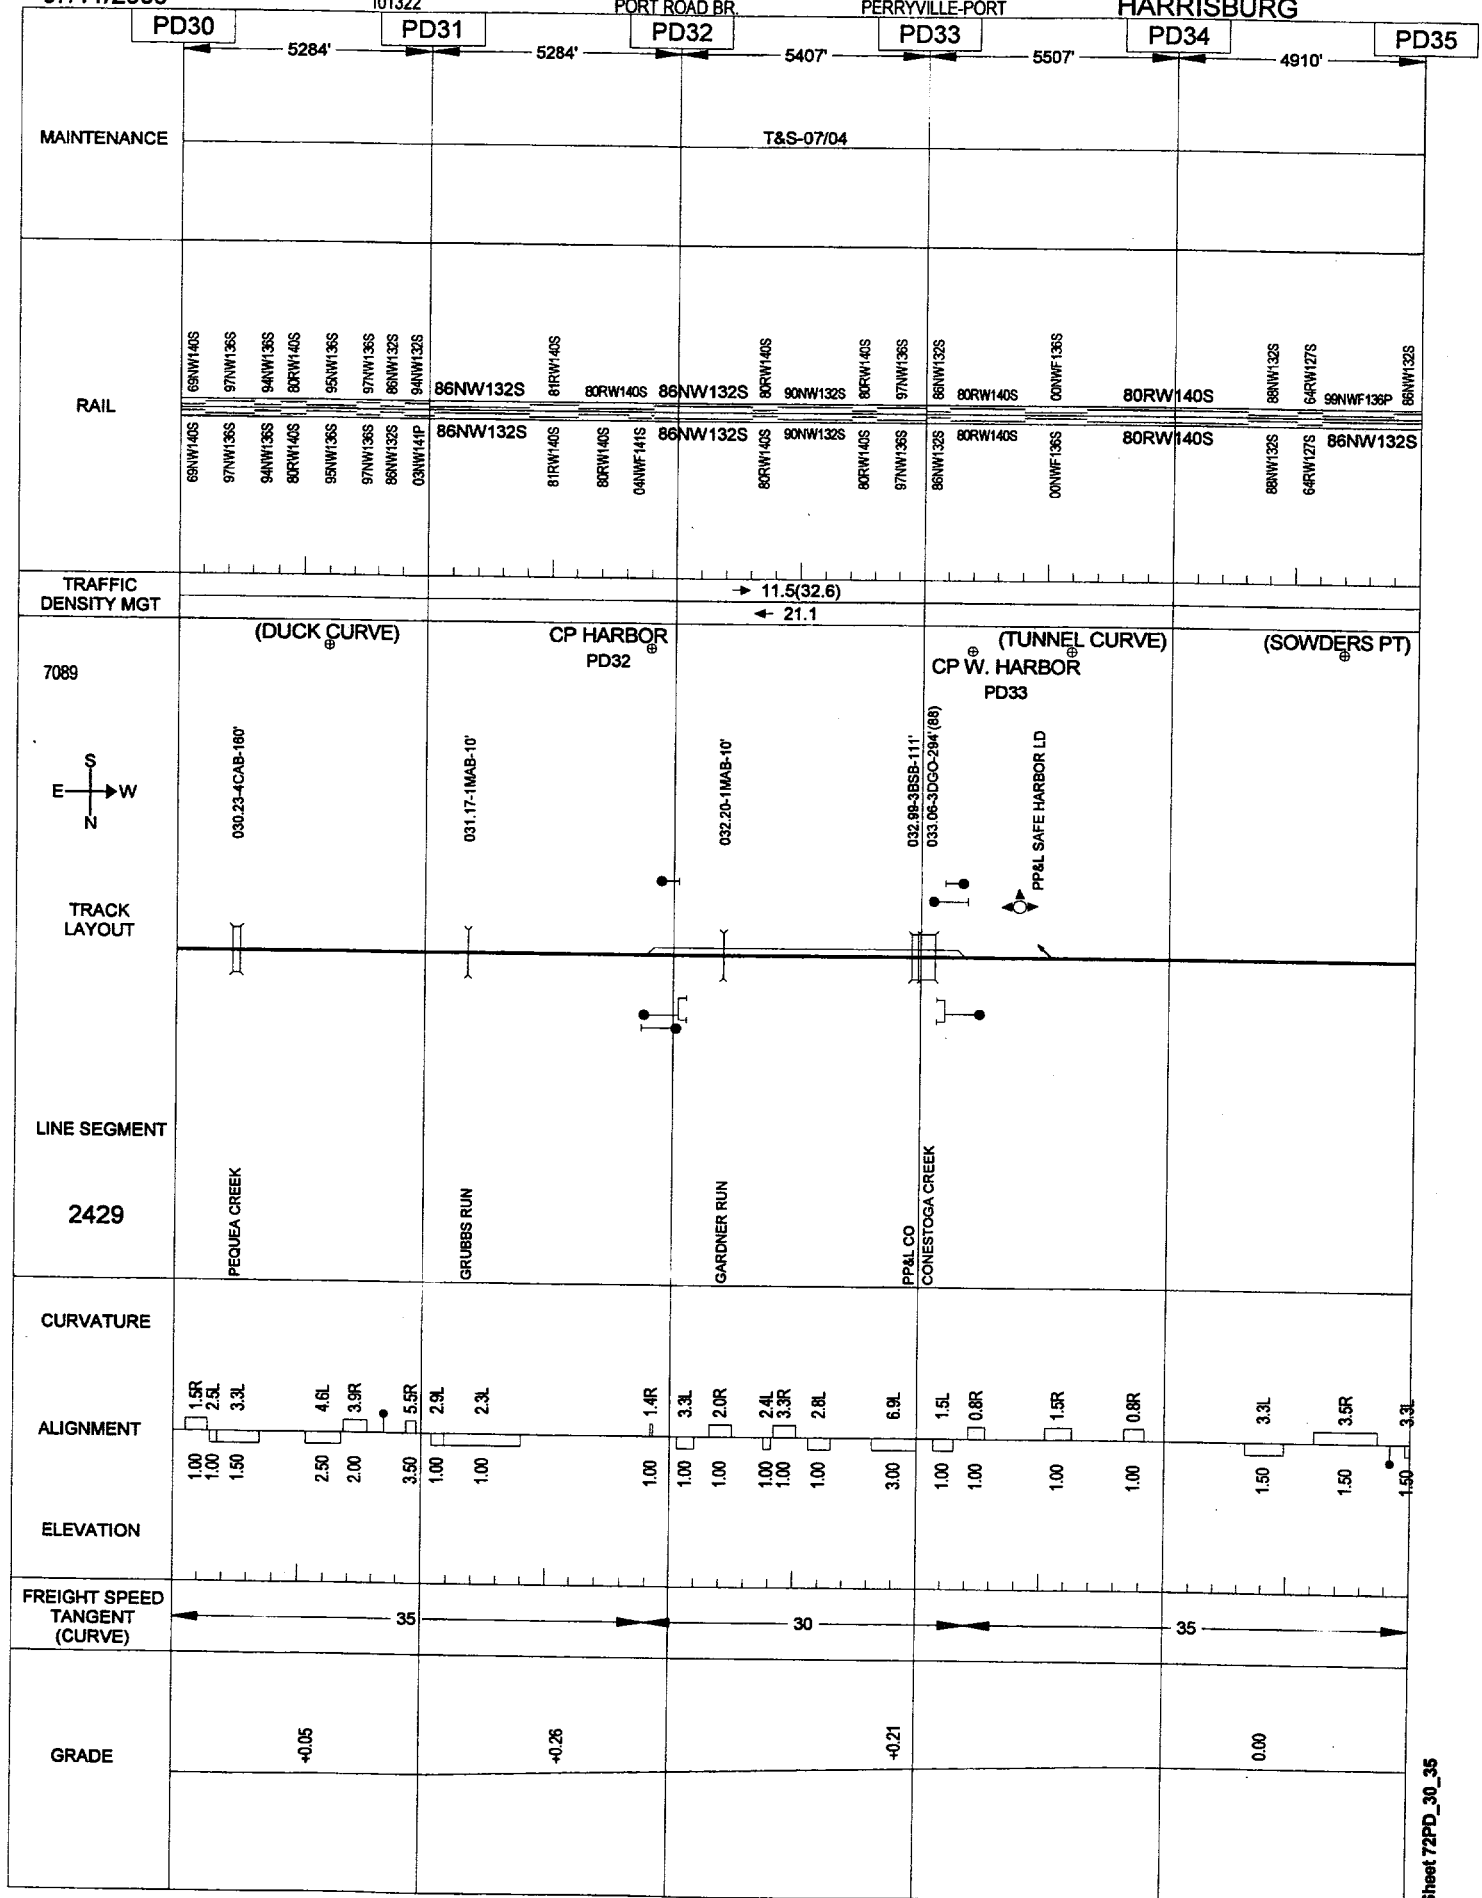 101322
PORT ROAD BR.
PERRYVILLE-PORT
HARRISBURG
PD30
PD31
PD32
PD33
PD34
PD35
5284'
5284'
5407'
5507'
4910'
MAINTENANCE
T&S-07/04
RAIL
69NW140S
97NW136S
94NW136S
80RW140S
95NW136S
97NW136S
86NW132S
94NW132S
86NW132S
81RW140S
80RW140S
86NW132S
80RW140S
90NW132S
80RW140S
97NW136S
86NW132S
80RW140S
00NWF136S
80RW140S
88NW132S
64RW127S
99NWF136P
86NW132S
69NW140S
97NW136S
94NW136S
80RW140S
95NW136S
97NW136S
86NW132S
03NW141P
86NW132S
81RW140S
80RW140S
04NWF141S
86NW132S
80RW140S
90NW132S
80RW140S
97NW136S
86NW132S
80RW140S
00NWF136S
80RW140S
88NW132S
64RW127S
86NW132S
TRAFFIC
DENSITY MGT
11.5(32.6)
21.1
(DUCK CURVE)
CP HARBOR
PD32
(TUNNEL CURVE)
CP W. HARBOR
PD33
(SOWDERS PT)
7089
S
E
W
N
030.23-4CAB-160'
031.17-1MAB-10'
032.20-1MAB-10'
032.99-3BSB-111'
033.06-3DGO-294'(88)
PP&L SAFE HARBOR LD
TRACK
LAYOUT
LINE SEGMENT
2429
PEQUEA CREEK
GRUBBS RUN
GARDNER RUN
PP&L CO
CONESTOGA CREEK
CURVATURE
1.5R
2.5L
3.3L
4.6L
3.9R
5.5R
2.9L
2.3L
1.4R
3.3L
2.0R
2.4L
3.3R
2.8L
6.9L
1.5L
0.8R
1.5R
0.8R
3.3L
3.5R
3.3L
ALIGNMENT
1.00
1.00
1.50
2.50
2.00
3.50
1.00
1.00
1.00
1.00
1.00
1.00
1.00
1.00
3.00
1.00
1.00
1.00
1.00
1.50
1.50
1.50
ELEVATION
FREIGHT SPEED
TANGENT
(CURVE)
35
30
35
GRADE
+0.05
+0.26
+0.21
0.00
Sheet 72PD_30_35